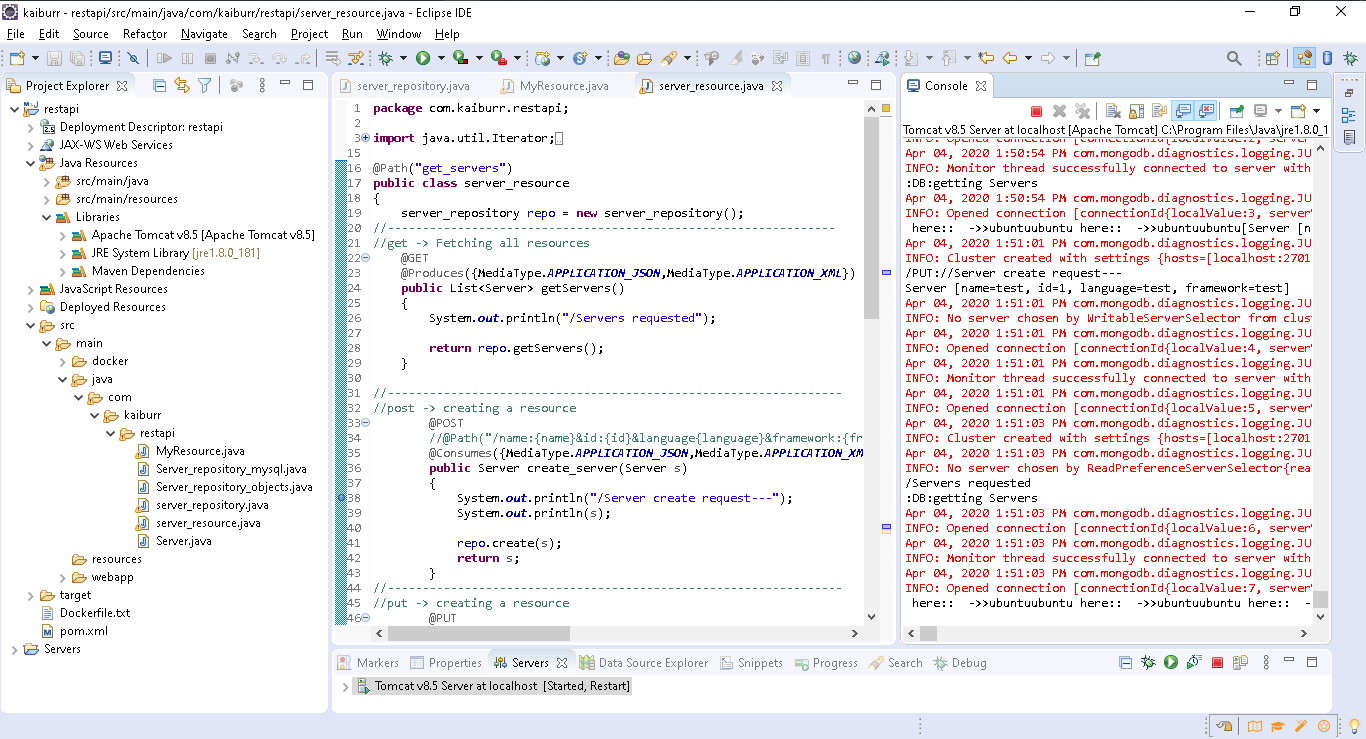 kaiburr - restapi/src/main/java/com/kaiburr/restapi/server_resource.java - Eclipse IDE
File Edit Source Refactor Navigate Search Project Run Window Help
Project Explorer
restapi
Deployment Descriptor: restapi
JAX-WS Web Services
Java Resources
src/main/java
src/main/resources
Libraries
Apache Tomcat v8.5 [Apache Tomcat v8.5]
JRE System Library [jre1.8.0_181]
Maven Dependencies
JavaScript Resources
Deployed Resources
src
main
docker
java
com
kaiburr
restapi
MyResource.java
Server_repository_mysql.java
Server_repository_objects.java
server_repository.java
server_resource.java
Server.java
resources
webapp
target
Dockerfile.txt
pom.xml
Servers
server_repository.java MyResource.java server_resource.java
1 package com.kaiburr.restapi;
2
3 import java.util.Iterator;
15
16 @Path("get_servers")
17 public class server_resource
18 {
19 server_repository repo = new server_repository();
20 //----------------------------------------------------------------
21 //get -> Fetching all resources
22 @GET
23 @Produces({MediaType.APPLICATION_JSON,MediaType.APPLICATION_XML})
24 public List<Server> getServers()
25 {
26 System.out.println("/Servers requested");
27
28 return repo.getServers();
29 }
30
31 //-----------------------------------------------------------------
32 //post -> creating a resource
33 @POST
34 //@Path("/name:{name}&id:{id}&language{language}&framework:{fr
35 @Consumes({MediaType.APPLICATION_JSON,MediaType.APPLICATION_XM
36 public Server create_server(Server s)
37 {
38 System.out.println("/Server create request---");
39 System.out.println(s);
40
41 repo.create(s);
42 return s;
43 }
44 //-----------------------------------------------------------------
45 //put -> creating a resource
46 @PUT
Console
Tomcat v8.5 Server at localhost [Apache Tomcat] C:\Program Files\Java\jre1.8.0_1
INFO: Opened connection [connectionId{localValue:2, server
Apr 04, 2020 1:50:54 PM com.mongodb.diagnostics.logging.JU
INFO: Monitor thread successfully connected to server with
:DB:getting Servers
Apr 04, 2020 1:50:54 PM com.mongodb.diagnostics.logging.JU
INFO: Opened connection [connectionId{localValue:3, server
here:: ->>ubuntuubuntu here:: ->>ubuntuubuntu[Server [n
Apr 04, 2020 1:51:01 PM com.mongodb.diagnostics.logging.JU
INFO: Cluster created with settings {hosts=[localhost:2701
/PUT://Server create request---
Server [name=test, id=1, language=test, framework=test]
Apr 04, 2020 1:51:01 PM com.mongodb.diagnostics.logging.JU
INFO: No server chosen by WritableServerSelector from clus
Apr 04, 2020 1:51:01 PM com.mongodb.diagnostics.logging.JU
INFO: Opened connection [connectionId{localValue:4, server
Apr 04, 2020 1:51:01 PM com.mongodb.diagnostics.logging.JU
INFO: Monitor thread successfully connected to server with
Apr 04, 2020 1:51:01 PM com.mongodb.diagnostics.logging.JU
INFO: Opened connection [connectionId{localValue:5, server
Apr 04, 2020 1:51:03 PM com.mongodb.diagnostics.logging.JU
INFO: Cluster created with settings {hosts=[localhost:2701
Apr 04, 2020 1:51:03 PM com.mongodb.diagnostics.logging.JU
INFO: No server chosen by ReadPreferenceServerSelector{rea
/Servers requested
:DB:getting Servers
Apr 04, 2020 1:51:03 PM com.mongodb.diagnostics.logging.JU
INFO: Opened connection [connectionId{localValue:6, server
Apr 04, 2020 1:51:03 PM com.mongodb.diagnostics.logging.JU
INFO: Monitor thread successfully connected to server with
Apr 04, 2020 1:51:03 PM com.mongodb.diagnostics.logging.JU
INFO: Opened connection [connectionId{localValue:7, server
here:: ->>ubuntuubuntu here:: ->>ubuntuubuntu here:: -
Markers Properties Servers Data Source Explorer Snippets Progress Search Debug
Tomcat v8.5 Server at localhost [Started, Restart]